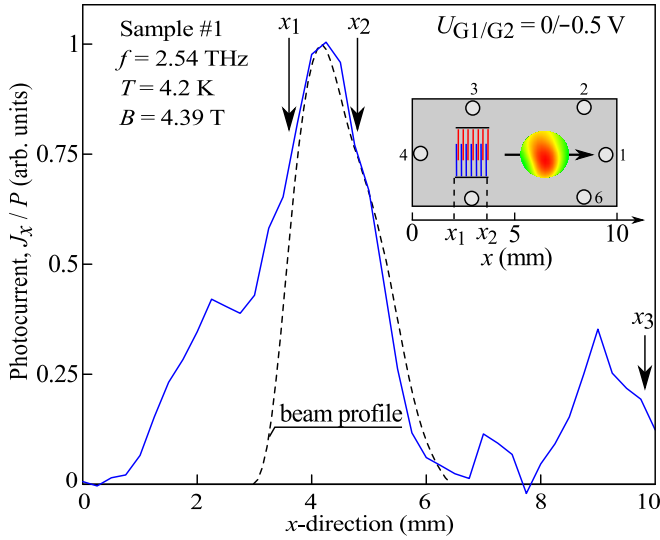 Sample #1
f = 2.54 THz
T = 4.2 K
B = 4.39 T
x1
x2
UG1/G2 = 0/−0.5 V
3
2
4
1
6
0
5
10
x1
x2
x (mm)
x3
beam profile
Photocurrent, Jx / P (arb. units)
1
0.75
0.5
0.25
0
0
2
4
6
8
10
x-direction (mm)